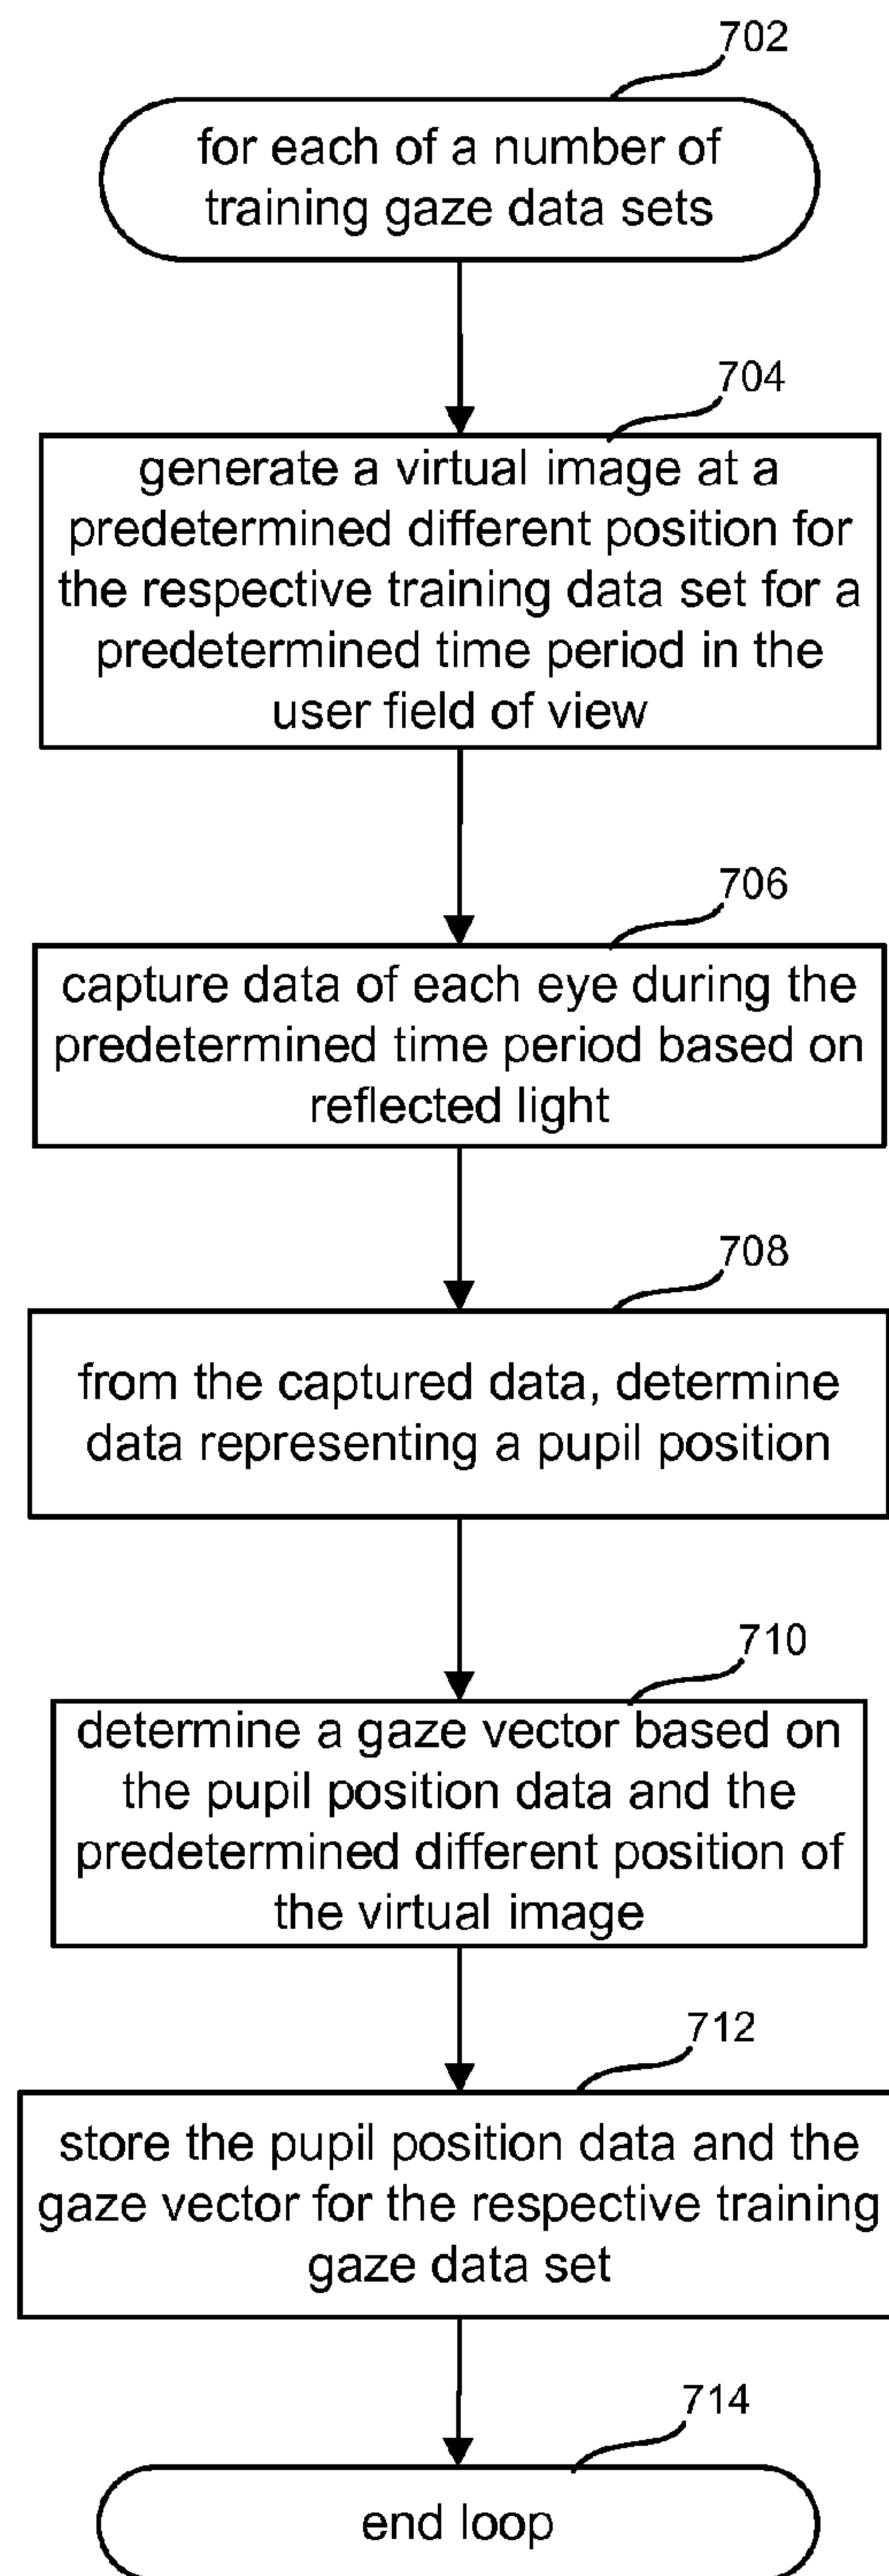 702
for each of a number of
training gaze data sets
704
generate a virtual image at a
predetermined different position for
the respective training data set for a
predetermined time period in the
user field of view
706
capture data of each eye during the
predetermined time period based on
reflected light
708
from the captured data, determine
data representing a pupil position
710
determine a gaze vector based on
the pupil position data and the
predetermined different position of
the virtual image
712
store the pupil position data and the
gaze vector for the respective training
gaze data set
714
end loop